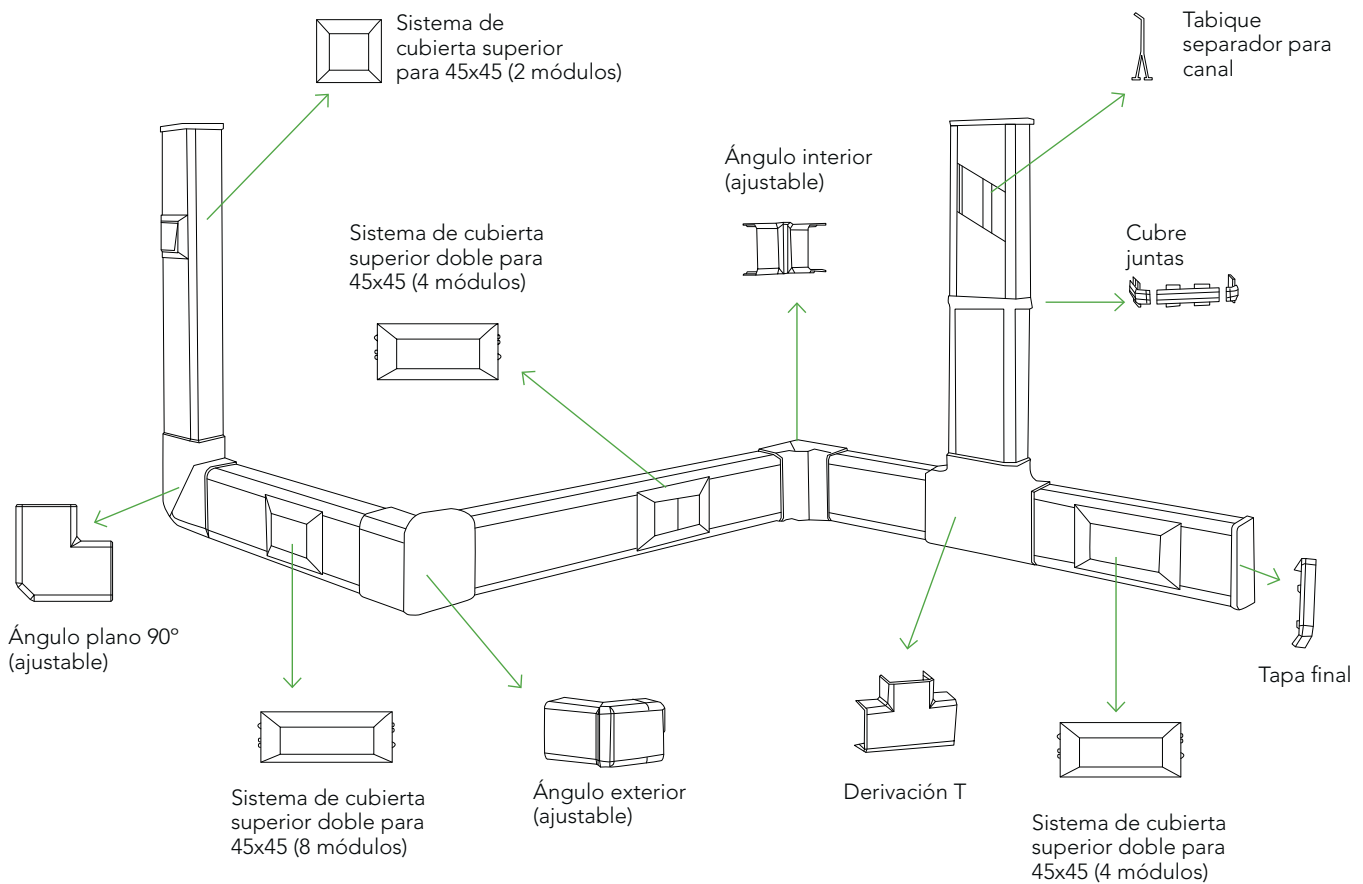 Sistema de
cubierta superior
para 45x45 (2 módulos)
Tabique
separador para
canal
Ángulo interior
(ajustable)
Sistema de cubierta
superior doble para
45x45 (4 módulos)
Cubre
juntas
Ángulo plano 90º
(ajustable)
Tapa final
Sistema de cubierta
superior doble para
45x45 (8 módulos)
Ángulo exterior
(ajustable)
Derivación T
Sistema de cubierta
superior doble para
45x45 (4 módulos)